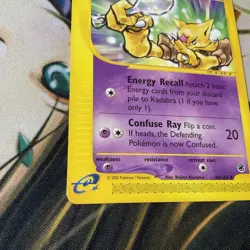 Energy Recall Attach 2 basic
Energy cards from your discard
pile to Kadabra (1 if you have
only 1).
Confuse Ray Flip a coin.
If heads, the Defending 20
Pokémon is now Confused.
weakness resistance retreat cost
e